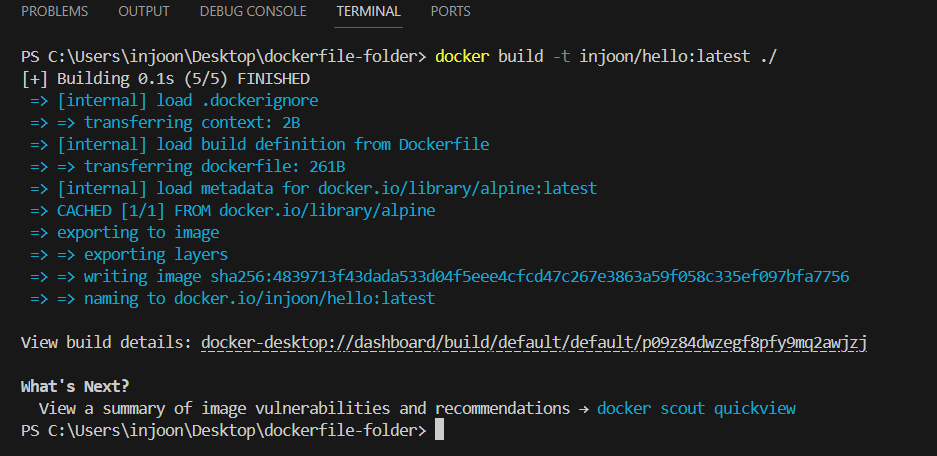 PROBLEMS OUTPUT DEBUG CONSOLE TERMINAL PORTS
PS C:\Users\injoon\Desktop\dockerfile-folder> docker build -t injoon/hello:latest ./
[+] Building 0.1s (5/5) FINISHED
=> [internal] load .dockerignore
=> => transferring context: 2B
=> [internal] load build definition from Dockerfile
=> => transferring dockerfile: 261B
=> [internal] load metadata for docker.io/library/alpine:latest
=> CACHED [1/1] FROM docker.io/library/alpine
=> exporting to image
=> => exporting layers
=> => writing image sha256:4839713f43dada533d04f5eee4cfcd47c267e3863a59f058c335ef097bfa7756
=> => naming to docker.io/injoon/hello:latest
View build details: docker-desktop://dashboard/build/default/default/p09z84dwzegf8pfy9mq2awjzj
What's Next?
View a summary of image vulnerabilities and recommendations → docker scout quickview
PS C:\Users\injoon\Desktop\dockerfile-folder>